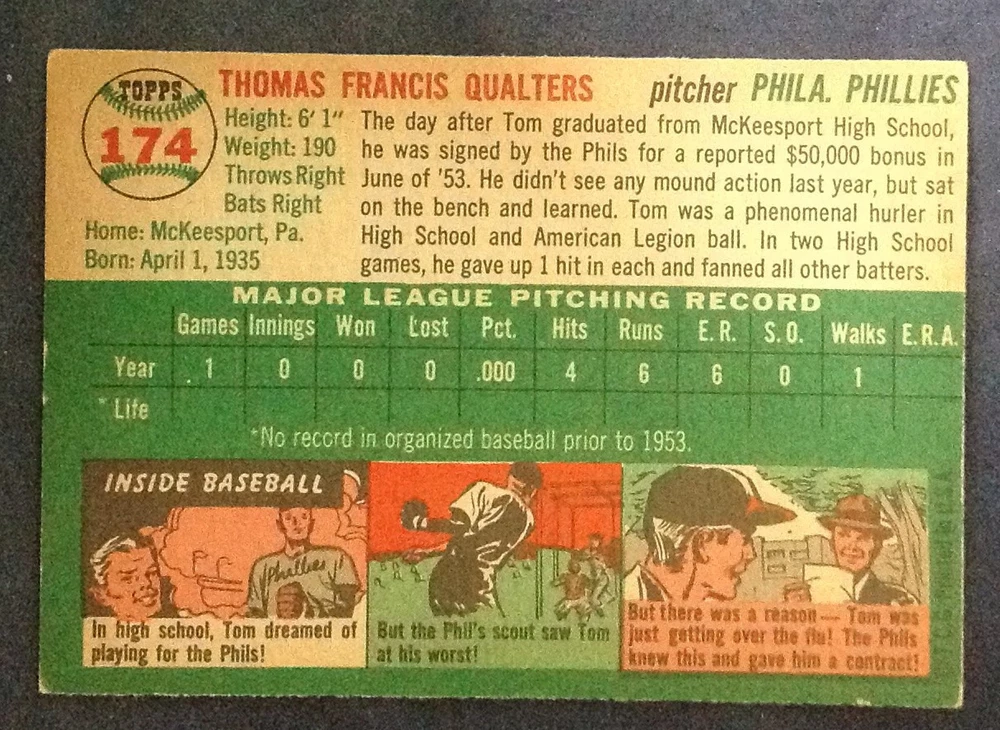 TOPPS
174
THOMAS FRANCIS QUALTERS pitcher PHILA. PHILLIES
Height: 6' 1"
Weight: 190
Throws Right
Bats Right
Home: McKeesport, Pa.
Born: April 1, 1935
The day after Tom graduated from McKeesport High School,
he was signed by the Phils for a reported $50,000 bonus in
June of '53. He didn't see any mound action last year, but sat
on the bench and learned. Tom was a phenomenal hurler in
High School and American Legion ball. In two High School
games, he gave up 1 hit in each and fanned all other batters.
MAJOR LEAGUE PITCHING RECORD
Games Innings Won Lost Pct. Hits Runs E. R. S. O. Walks E. R. A.
Year 1 0 0 0 .000 4 6 6 0 1
* Life
*No record in organized baseball prior to 1953.
INSIDE BASEBALL
Phillies
In high school, Tom dreamed of
playing for the Phils!
But the Phil's scout saw Tom
at his worst!
But there was a reason — Tom was
just getting over the flu! The Phils
knew this and gave him a contract!